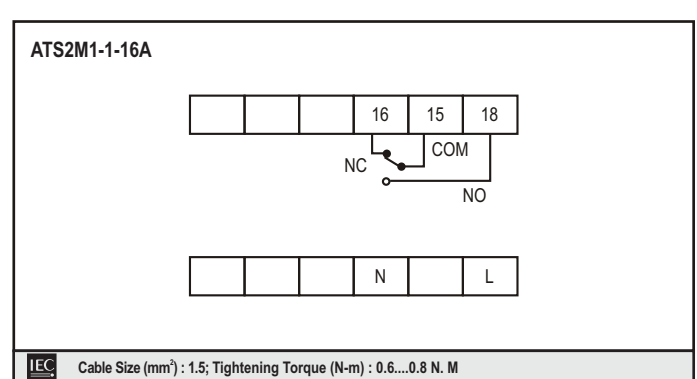 ATS2M1-1-16A
16 15 18
NC COM
NO
N L
IEC Cable Size (mm²) : 1.5; Tightening Torque (N-m) : 0.6....0.8 N. M